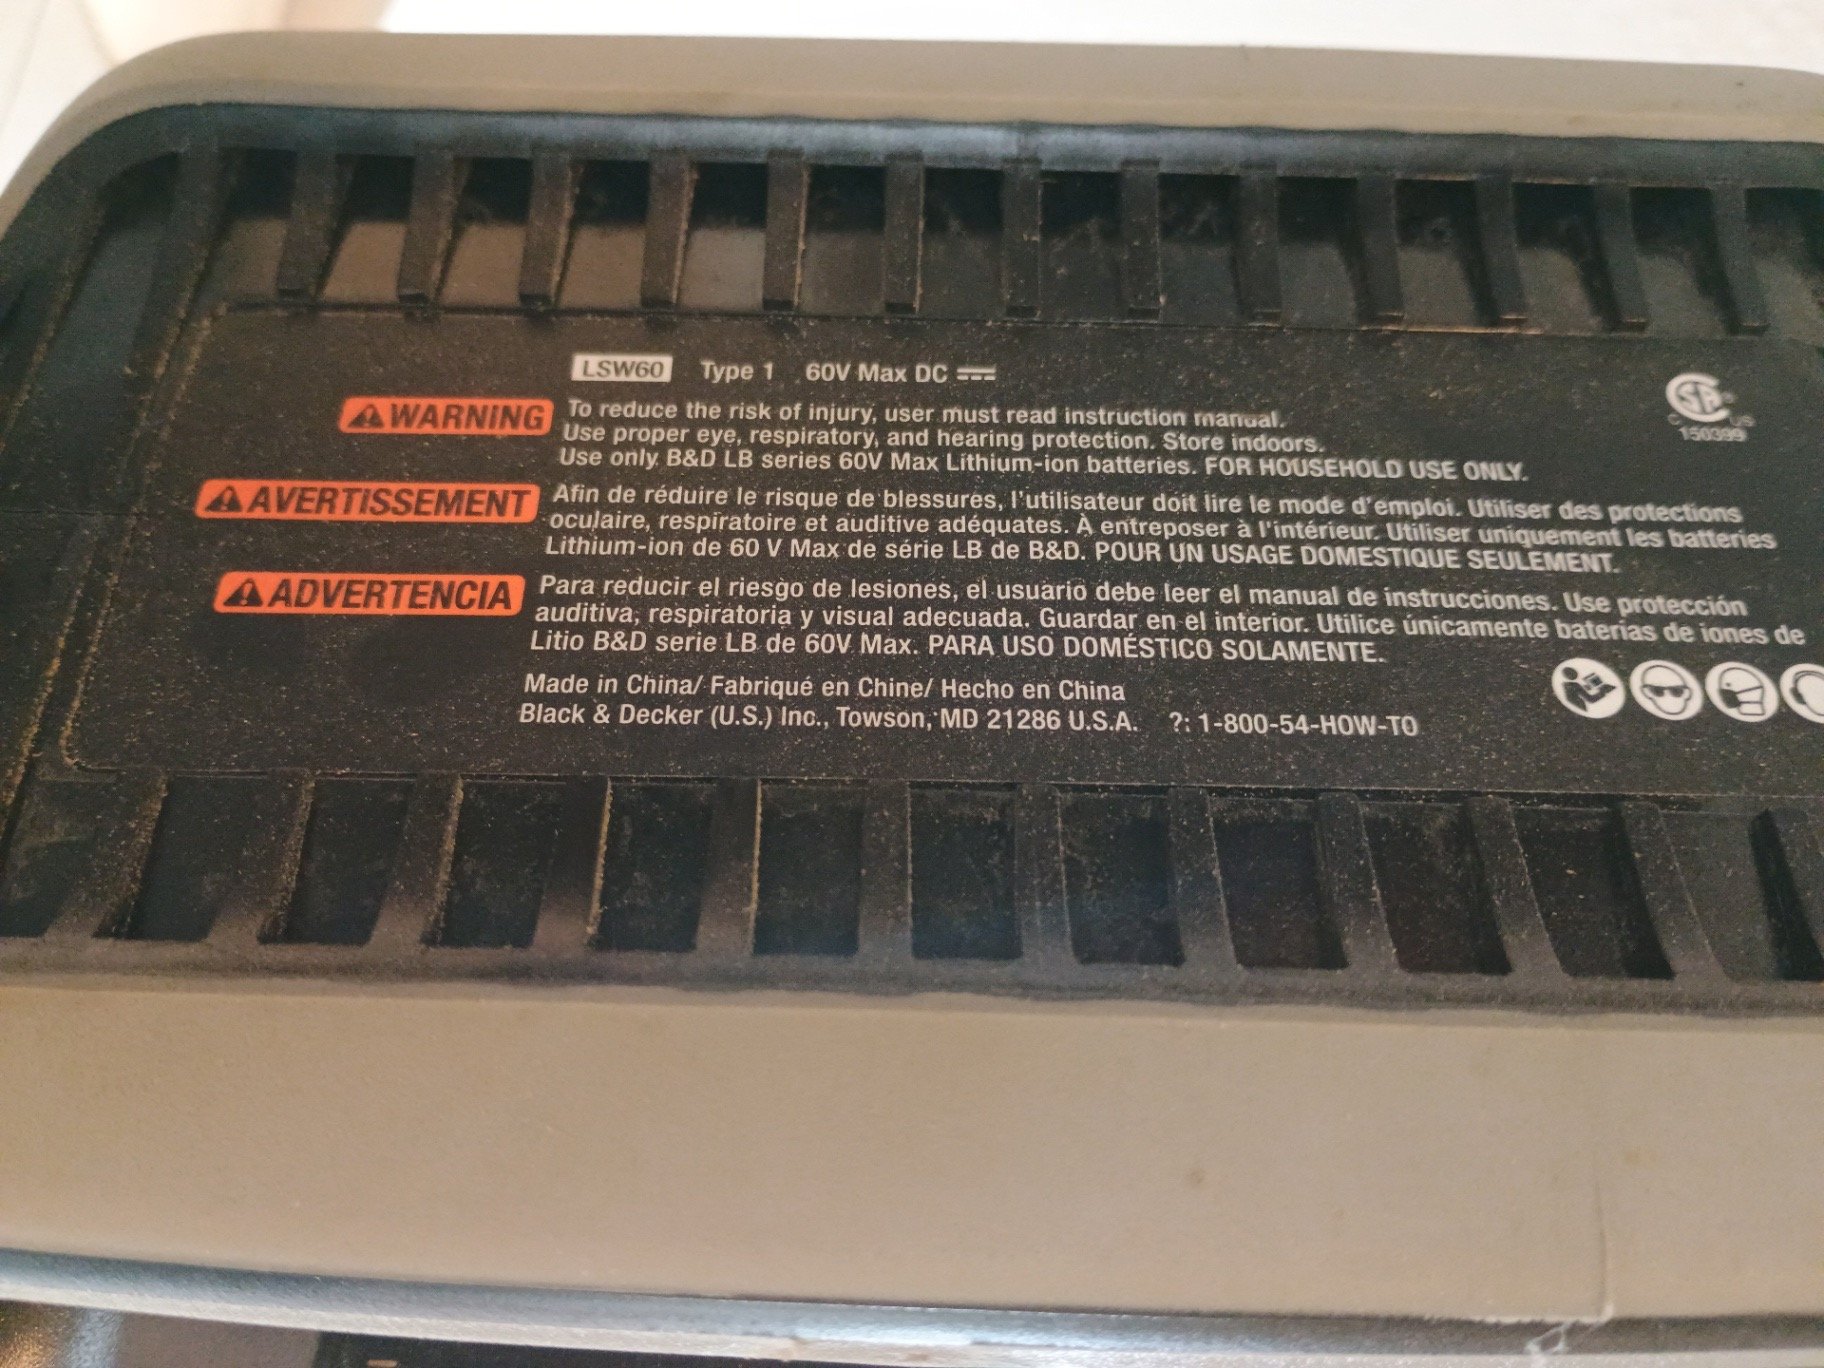 LSW60 Type 1 60V Max DC
WARNING To reduce the risk of injury, user must read instruction manual.
Use proper eye, respiratory, and hearing protection. Store indoors.
Use only B&D LB series 60V Max Lithium-ion batteries. FOR HOUSEHOLD USE ONLY.
AVERTISSEMENT Afin de réduire le risque de blessures, l'utilisateur doit lire le mode d'emploi. Utiliser des protections
oculaire, respiratoire et auditive adéquates. À entreposer à l'intérieur. Utiliser uniquement les batteries
Lithium-ion de 60 V Max de série LB de B&D. POUR UN USAGE DOMESTIQUE SEULEMENT.
ADVERTENCIA Para reducir el riesgo de lesiones, el usuario debe leer el manual de instrucciones. Use protección
auditiva, respiratoria y visual adecuada. Guardar en el interior. Utilice únicamente baterías de iones de
Litio B&D serie LB de 60V Max. PARA USO DOMÉSTICO SOLAMENTE.
Made in China/ Fabriqué en Chine/ Hecho en China
Black & Decker (U.S.) Inc., Towson, MD 21286 U.S.A. ?: 1-800-54-HOW-TO
SA
C US
150399